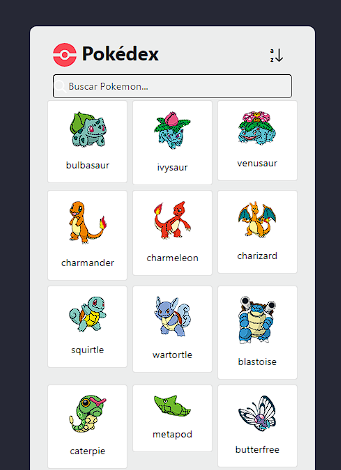 Pokédex
a
z
Buscar Pokemon...
bulbasaur
ivysaur
venusaur
charmander
charmeleon
charizard
squirtle
wartortle
blastoise
caterpie
metapod
butterfree